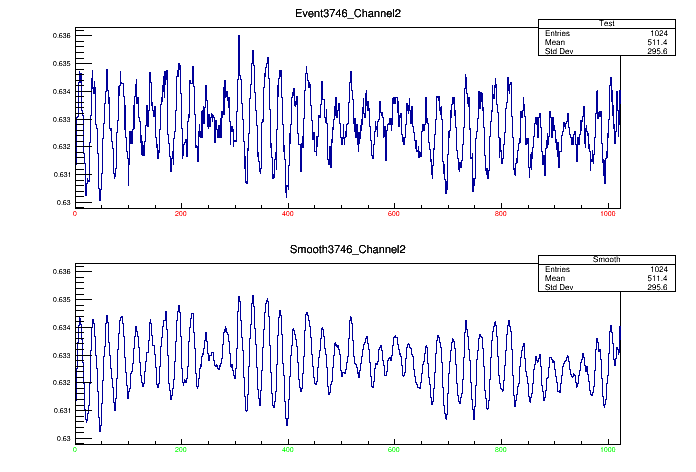 Event3746_Channel2
Test
Entries 1024
Mean 511.4
Std Dev 295.6
0.636
0.635
0.634
0.633
0.632
0.631
0.63
0 200 400 600 800 1000
Smooth3746_Channel2
Smooth
Entries 1024
Mean 511.4
Std Dev 295.6
0.636
0.635
0.634
0.633
0.632
0.631
0.63
0 200 400 600 800 1000